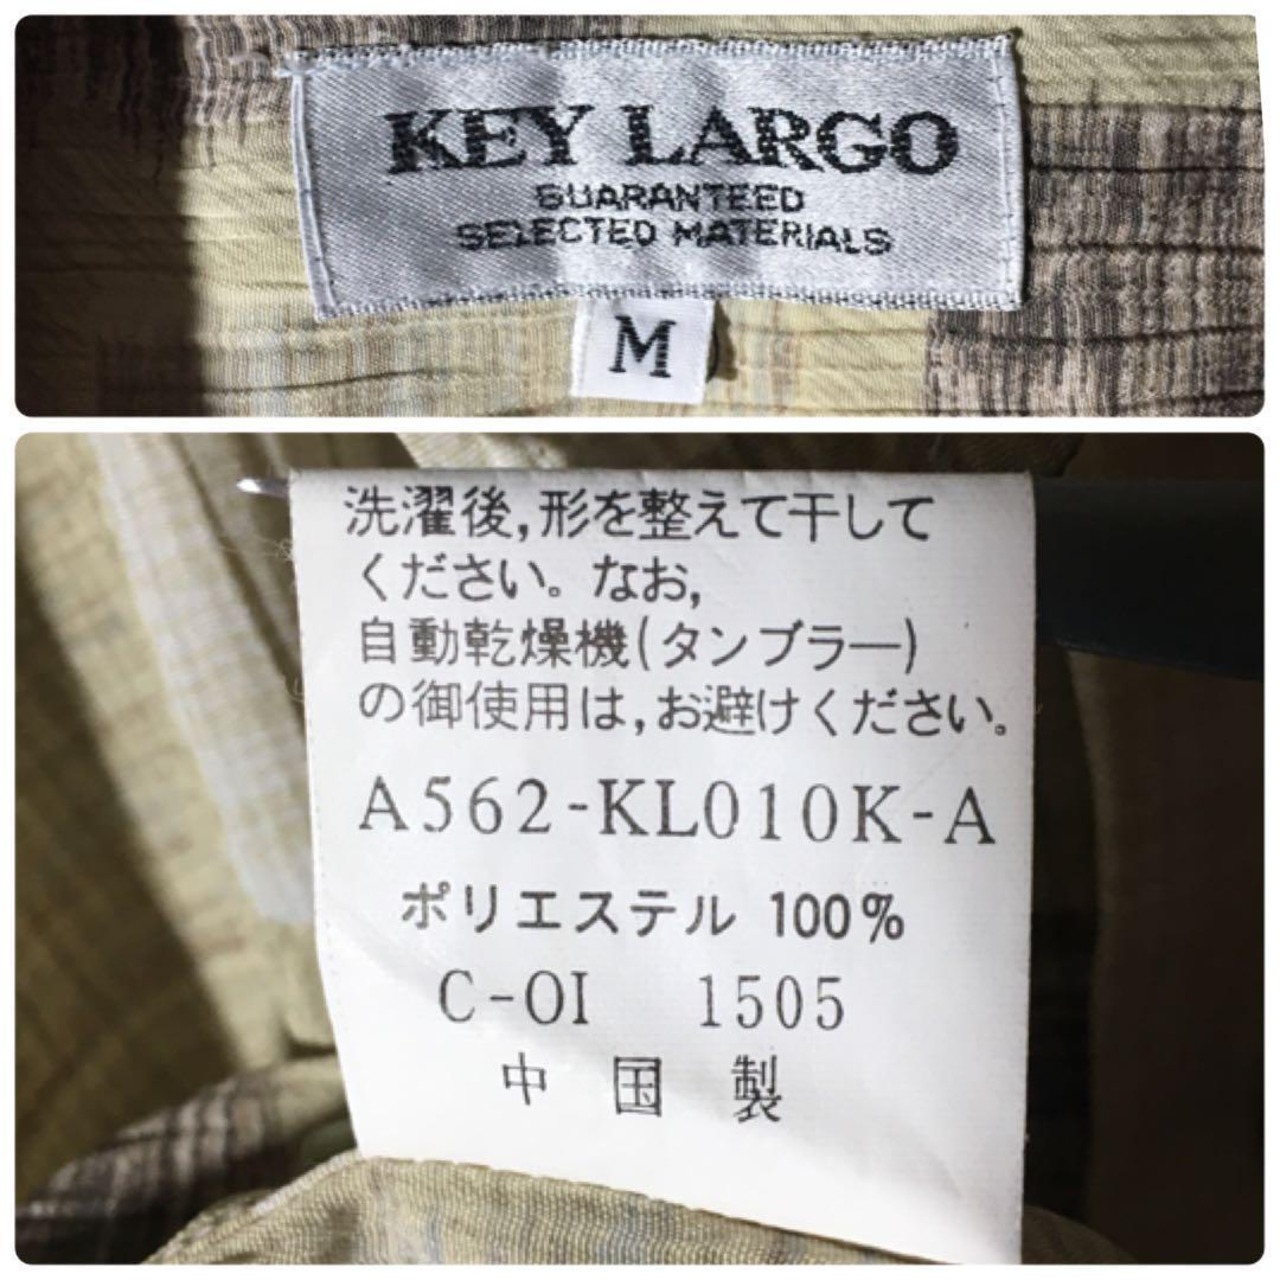 KEY LARGO
GUARANTEED
SELECTED MATERIALS
M
洗濯後,形を整えて干して
ください。なお,
自動乾燥機(タンブラー)
の御使用は,お避けください。
A562-KL010K-A
ポリエステル 100%
C-OI 1505
中国製